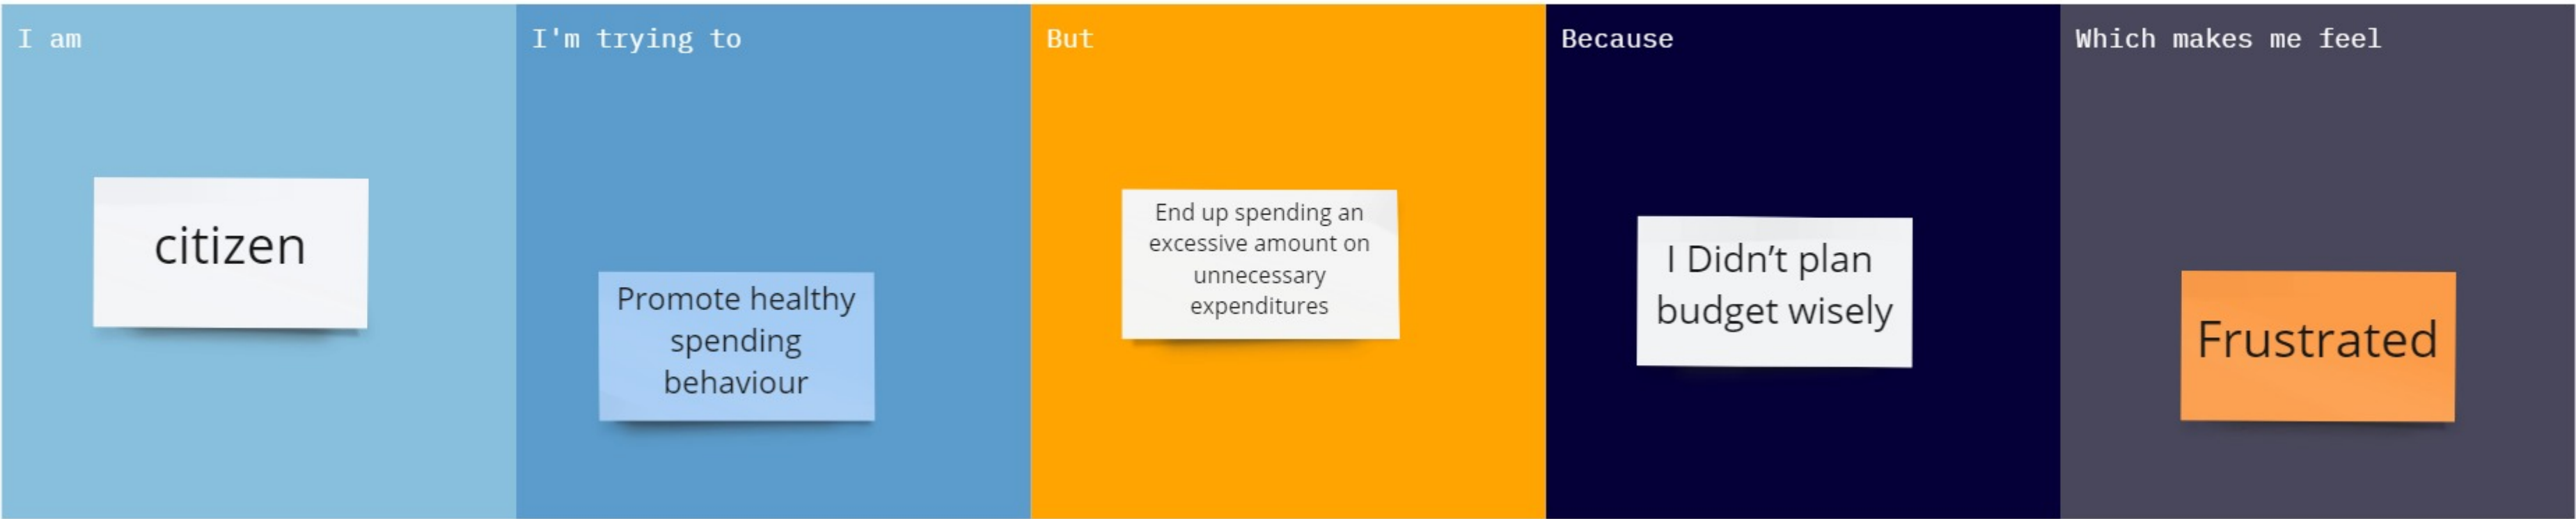 I am
citizen
I'm trying to
Promote healthy
spending
behaviour
But
End up spending an
excessive amount on
unnecessary
expenditures
Because
I Didn’t plan
budget wisely
Which makes me feel
Frustrated